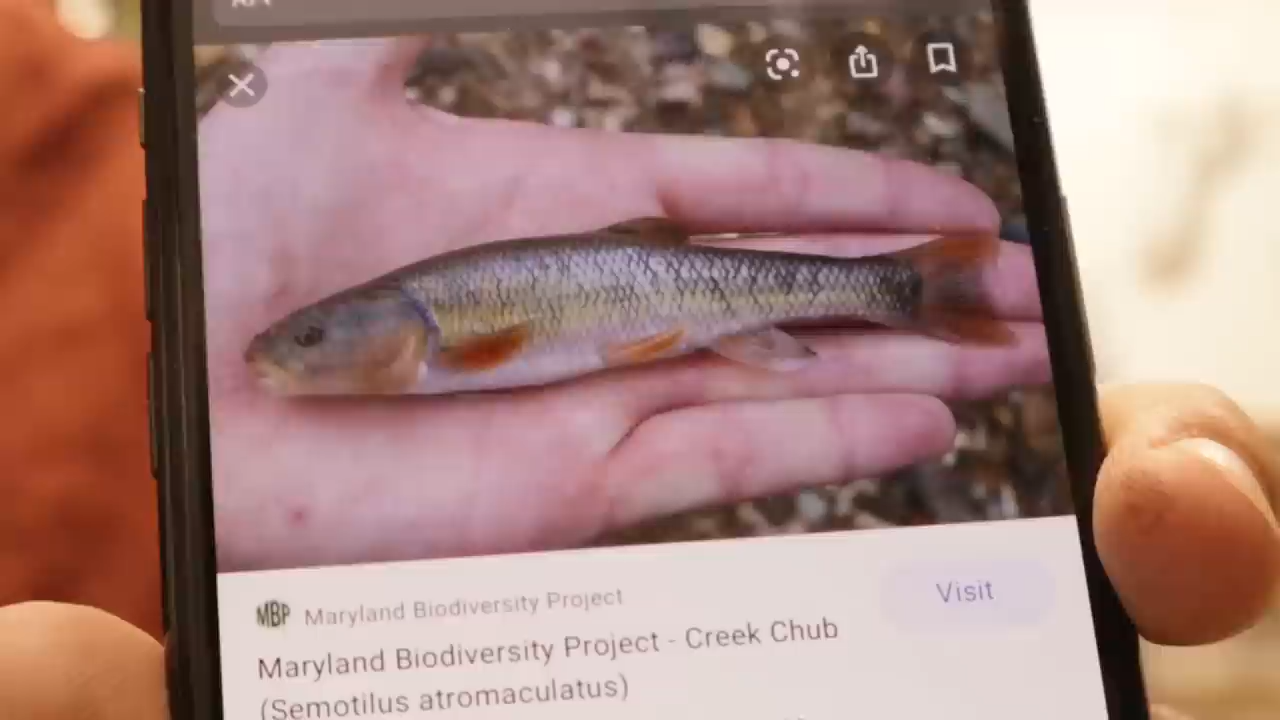 MBP Maryland Biodiversity Project
Visit
Maryland Biodiversity Project - Creek Chub
(Semotilus atromaculatus)